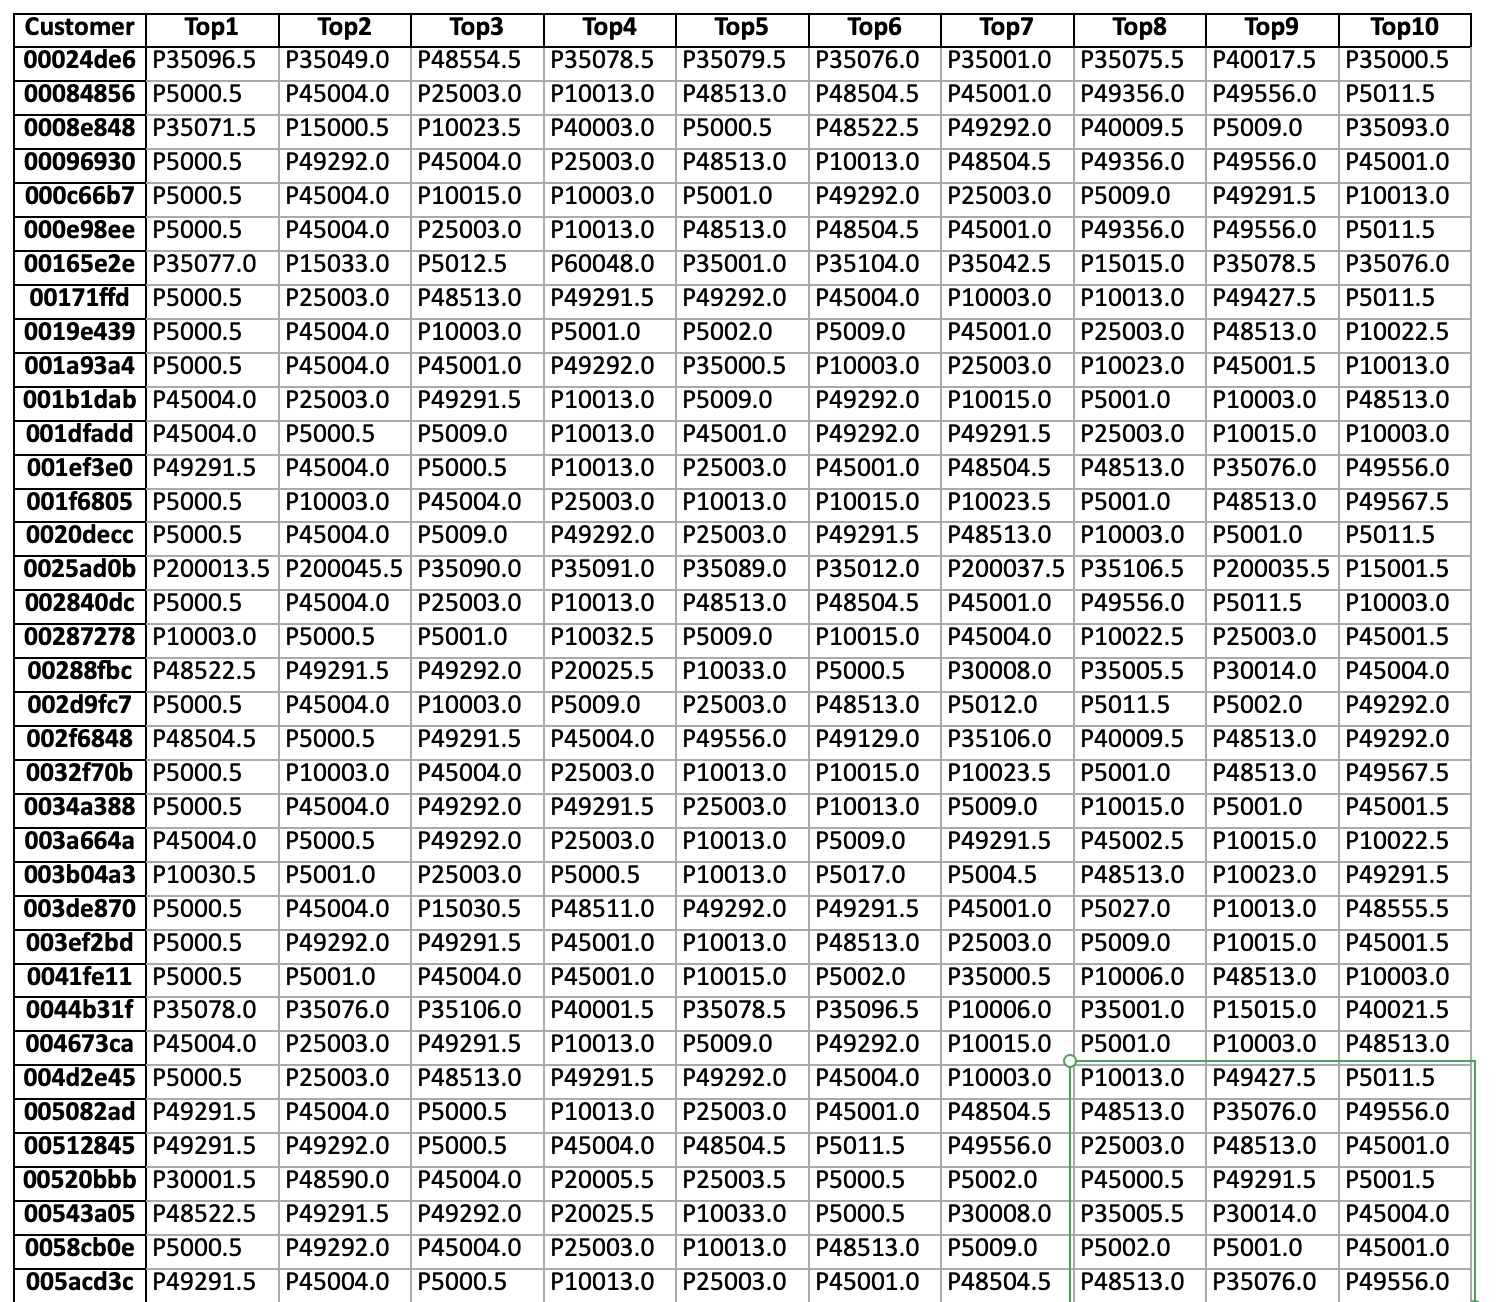 Customer Top1 Top2 Top3 Top4 Top5 Top6 Top7 Top8 Top9 Top10
00024de6 P35096.5 P35049.0 P48554.5 P35078.5 P35079.5 P35076.0 P35001.0 P35075.5 P40017.5 P35000.5
00084856 P5000.5 P45004.0 P25003.0 P10013.0 P48513.0 P48504.5 P45001.0 P49356.0 P49556.0 P5011.5
0008e848 P35071.5 P15000.5 P10023.5 P40003.0 P5000.5 P48522.5 P49292.0 P40009.5 P5009.0 P35093.0
00096930 P5000.5 P49292.0 P45004.0 P25003.0 P48513.0 P10013.0 P48504.5 P49356.0 P49556.0 P45001.0
000c66b7 P5000.5 P45004.0 P10015.0 P10003.0 P5001.0 P49292.0 P25003.0 P5009.0 P49291.5 P10013.0
000e98ee P5000.5 P45004.0 P25003.0 P10013.0 P48513.0 P48504.5 P45001.0 P49356.0 P49556.0 P5011.5
00165e2e P35077.0 P15033.0 P5012.5 P60048.0 P35001.0 P35104.0 P35042.5 P15015.0 P35078.5 P35076.0
00171ffd P5000.5 P25003.0 P48513.0 P49291.5 P49292.0 P45004.0 P10003.0 P10013.0 P49427.5 P5011.5
0019e439 P5000.5 P45004.0 P10003.0 P5001.0 P5002.0 P5009.0 P45001.0 P25003.0 P48513.0 P10022.5
001a93a4 P5000.5 P45004.0 P45001.0 P49292.0 P35000.5 P10003.0 P25003.0 P10023.0 P45001.5 P10013.0
001b1dab P45004.0 P25003.0 P49291.5 P10013.0 P5009.0 P49292.0 P10015.0 P5001.0 P10003.0 P48513.0
001dfadd P45004.0 P5000.5 P5009.0 P10013.0 P45001.0 P49292.0 P49291.5 P25003.0 P10015.0 P10003.0
001ef3e0 P49291.5 P45004.0 P5000.5 P10013.0 P25003.0 P45001.0 P48504.5 P48513.0 P35076.0 P49556.0
001f6805 P5000.5 P10003.0 P45004.0 P25003.0 P10013.0 P10015.0 P10023.5 P5001.0 P48513.0 P49567.5
0020decc P5000.5 P45004.0 P5009.0 P49292.0 P25003.0 P49291.5 P48513.0 P10003.0 P5001.0 P5011.5
0025ad0b P200013.5 P200045.5 P35090.0 P35091.0 P35089.0 P35012.0 P200037.5 P35106.5 P200035.5 P15001.5
002840dc P5000.5 P45004.0 P25003.0 P10013.0 P48513.0 P48504.5 P45001.0 P49556.0 P5011.5 P10003.0
00287278 P10003.0 P5000.5 P5001.0 P10032.5 P5009.0 P10015.0 P45004.0 P10022.5 P25003.0 P45001.5
00288fbc P48522.5 P49291.5 P49292.0 P20025.5 P10033.0 P5000.5 P30008.0 P35005.5 P30014.0 P45004.0
002d9fc7 P5000.5 P45004.0 P10003.0 P5009.0 P25003.0 P48513.0 P5012.0 P5011.5 P5002.0 P49292.0
002f6848 P48504.5 P5000.5 P49291.5 P45004.0 P49556.0 P49129.0 P35106.0 P40009.5 P48513.0 P49292.0
0032f70b P5000.5 P10003.0 P45004.0 P25003.0 P10013.0 P10015.0 P10023.5 P5001.0 P48513.0 P49567.5
0034a388 P5000.5 P45004.0 P49292.0 P49291.5 P25003.0 P10013.0 P5009.0 P10015.0 P5001.0 P45001.5
003a664a P45004.0 P5000.5 P49292.0 P25003.0 P10013.0 P5009.0 P49291.5 P45002.5 P10015.0 P10022.5
003b04a3 P10030.5 P5001.0 P25003.0 P5000.5 P10013.0 P5017.0 P5004.5 P48513.0 P10023.0 P49291.5
003de870 P5000.5 P45004.0 P15030.5 P48511.0 P49292.0 P49291.5 P45001.0 P5027.0 P10013.0 P48555.5
003ef2bd P5000.5 P49292.0 P49291.5 P45001.0 P10013.0 P48513.0 P25003.0 P5009.0 P10015.0 P45001.5
0041fe11 P5000.5 P5001.0 P45004.0 P45001.0 P10015.0 P5002.0 P35000.5 P10006.0 P48513.0 P10003.0
0044b31f P35078.0 P35076.0 P35106.0 P40001.5 P35078.5 P35096.5 P10006.0 P35001.0 P15015.0 P40021.5
004673ca P45004.0 P25003.0 P49291.5 P10013.0 P5009.0 P49292.0 P10015.0 P5001.0 P10003.0 P48513.0
004d2e45 P5000.5 P25003.0 P48513.0 P49291.5 P49292.0 P45004.0 P10003.0 P10013.0 P49427.5 P5011.5
005082ad P49291.5 P45004.0 P5000.5 P10013.0 P25003.0 P45001.0 P48504.5 P48513.0 P35076.0 P49556.0
00512845 P49291.5 P49292.0 P5000.5 P45004.0 P48504.5 P5011.5 P49556.0 P25003.0 P48513.0 P45001.0
00520bbb P30001.5 P48590.0 P45004.0 P20005.5 P25003.5 P5000.5 P5002.0 P45000.5 P49291.5 P5001.5
00543a05 P48522.5 P49291.5 P49292.0 P20025.5 P10033.0 P5000.5 P30008.0 P35005.5 P30014.0 P45004.0
0058cb0e P5000.5 P49292.0 P45004.0 P25003.0 P10013.0 P48513.0 P5009.0 P5002.0 P5001.0 P45001.0
005acd3c P49291.5 P45004.0 P5000.5 P10013.0 P25003.0 P45001.0 P48504.5 P48513.0 P35076.0 P49556.0